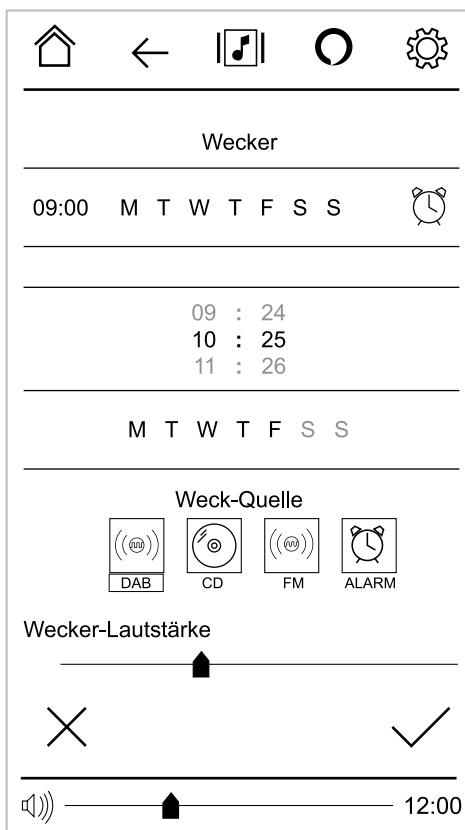 Wecker
09:00 M T W T F S S
09 : 24
10 : 25
11 : 26
M T W T F S S
Weck-Quelle
DAB CD FM ALARM
Wecker-Lautstärke
12:00